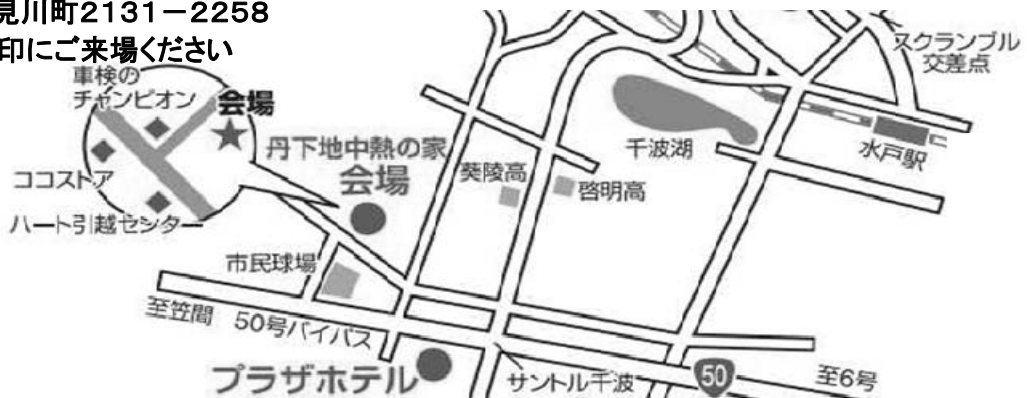 見川町2131－2258
印にご来場ください
車検の
チャンピオン
会場
ココストア
ハート引越センター
丹下地中熱の家
会場
葵陵高
啓明高
千波湖
スクランブル
交差点
水戸駅
市民球場
至笠間 50号バイパス
プラザホテル
サントル千波
50
至6号